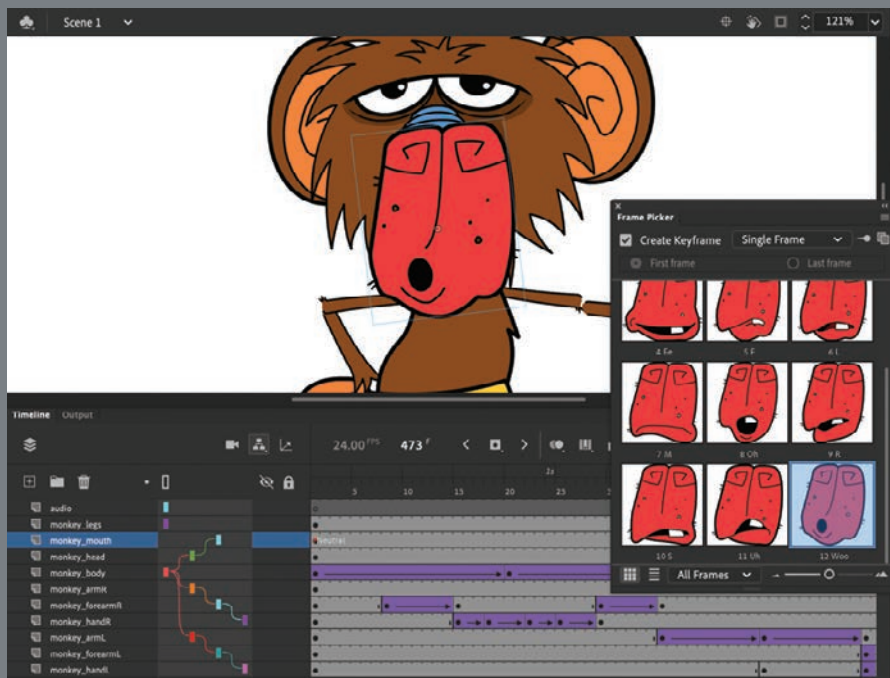 Scene 1
121%
Frame Picker
Create Keyframe
Single Frame
First frame
Last frame
4 Ee
5 F
6 L
7 M
8 Oh
9 R
10 S
11 Uh
12 Woo
All Frames
Timeline
Output
24.00 FPS
473 F
1s
5
10
15
20
25
audio
monkey_legs
monkey_mouth
neutral
monkey_head
monkey_body
monkey_armR
monkey_forearmR
monkey_handR
monkey_armL
monkey_forearmL
monkey_handL